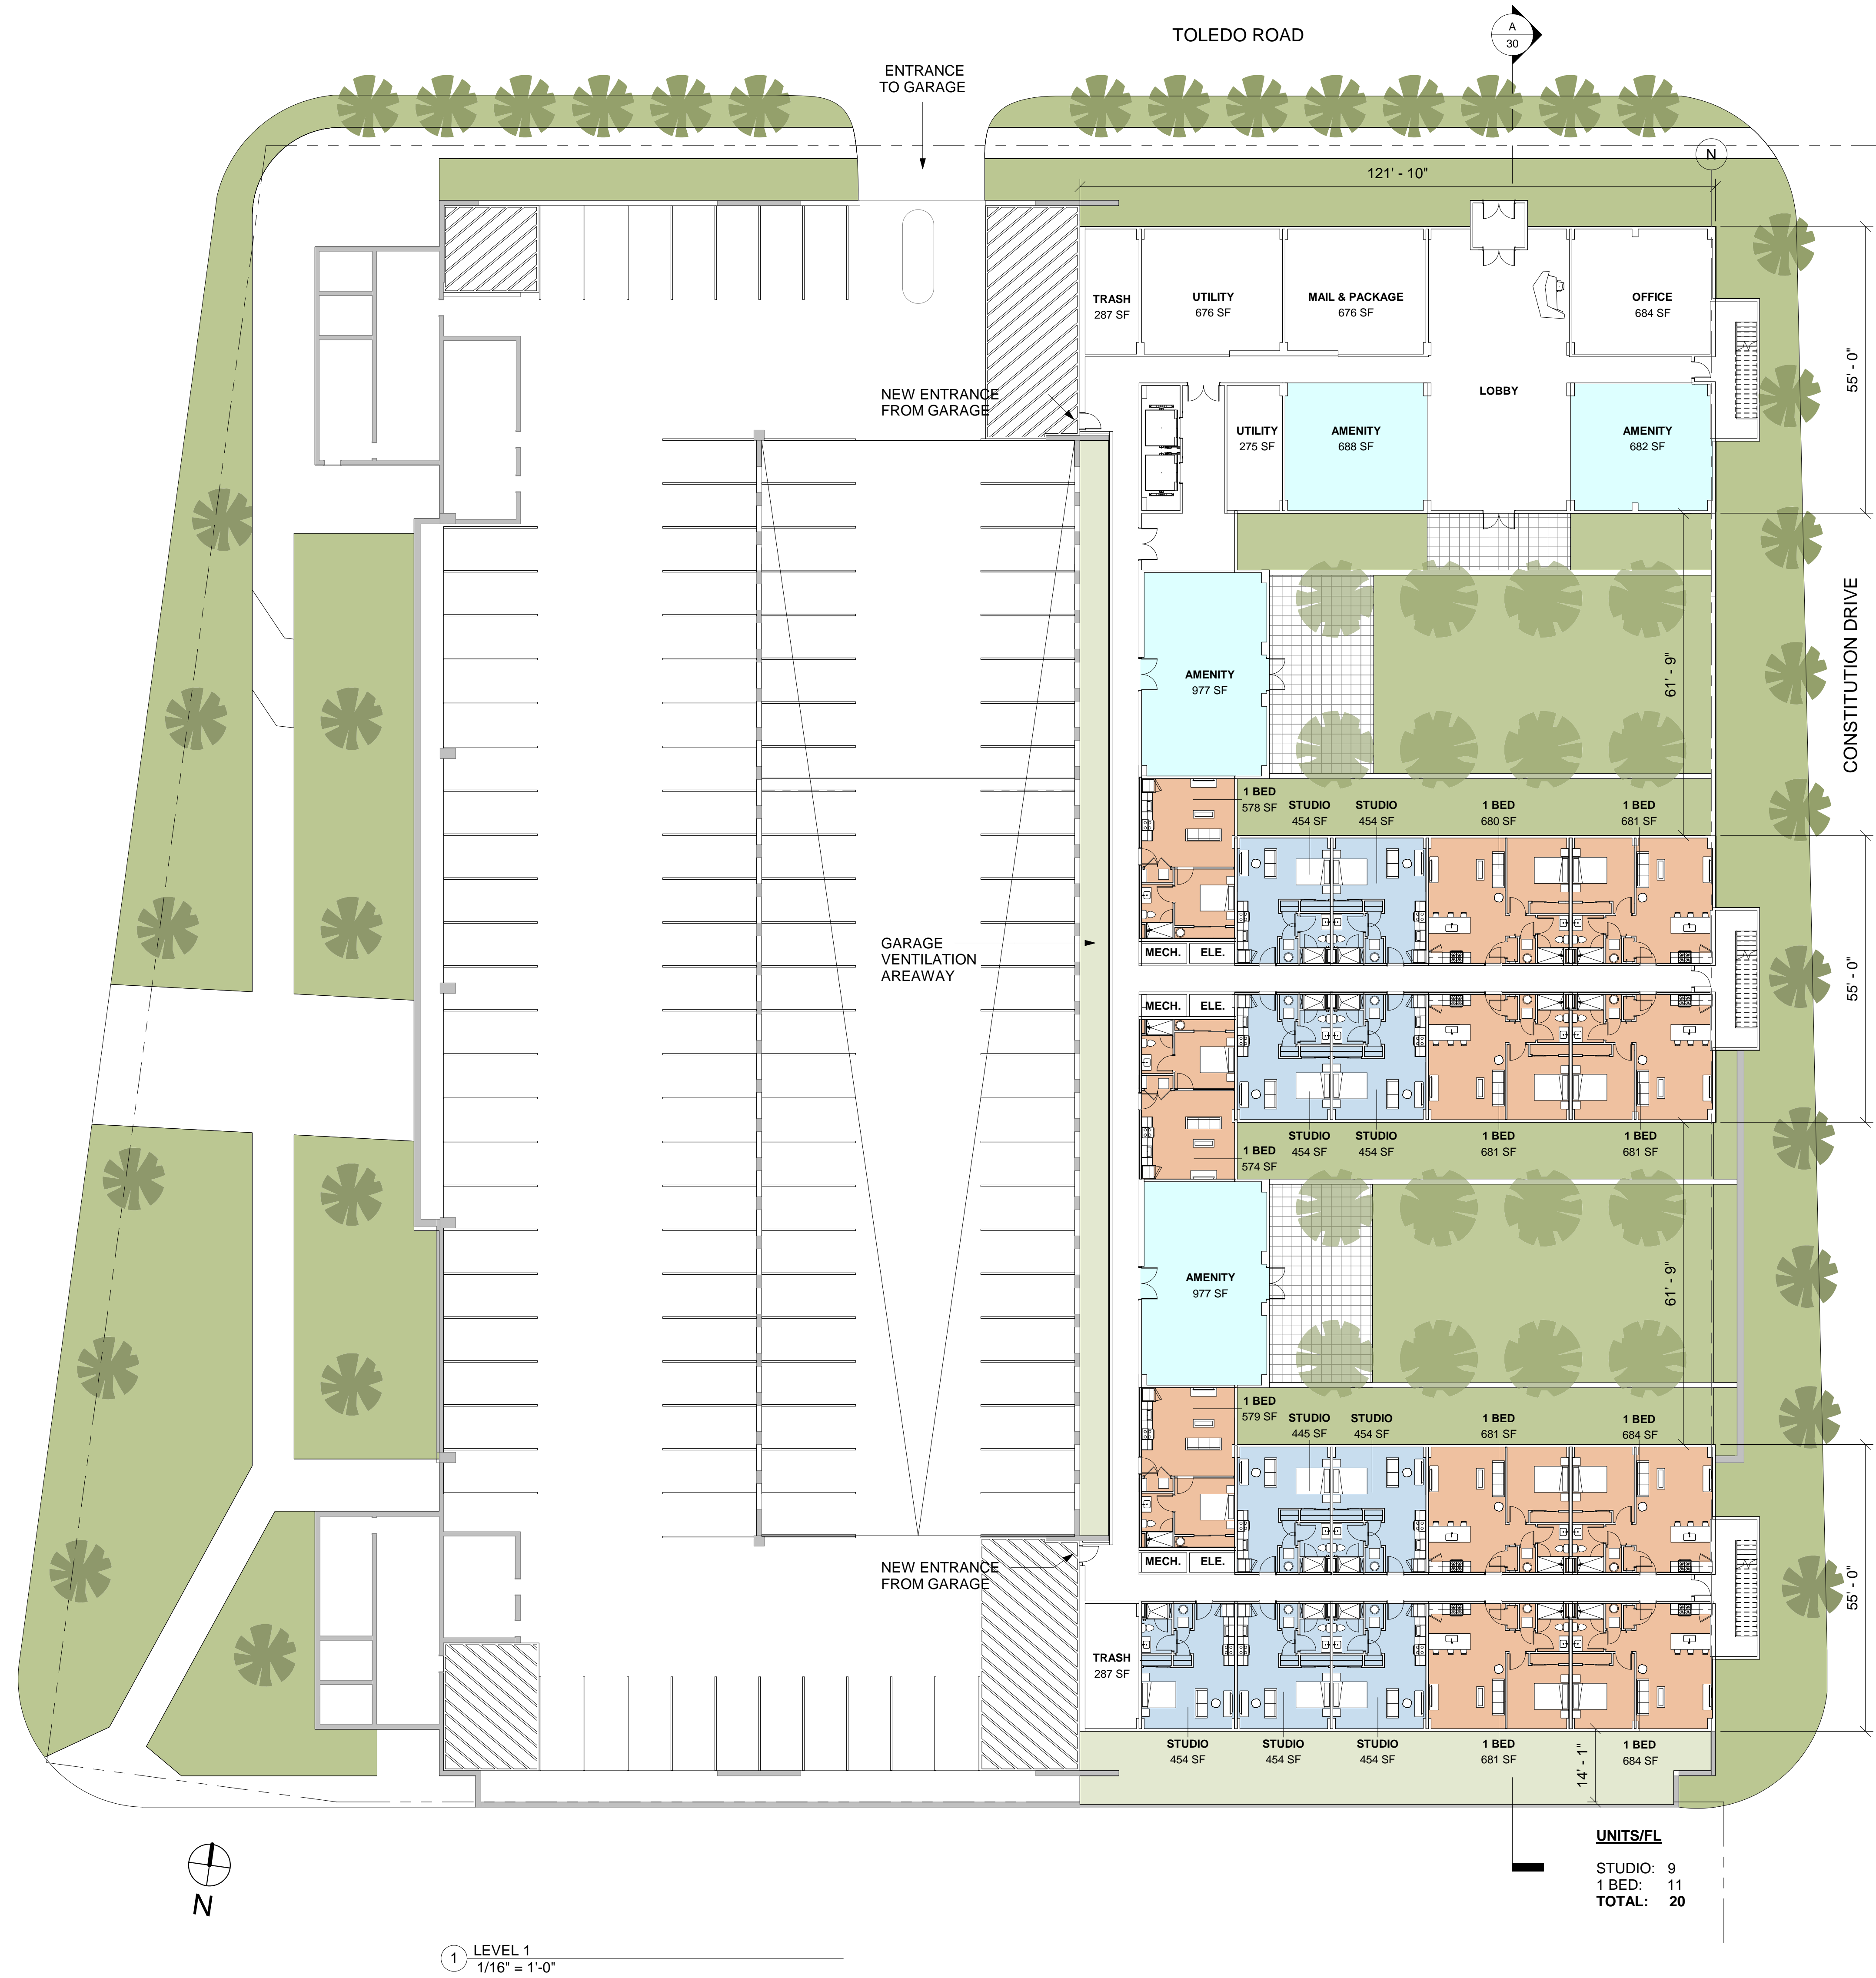 TOLEDO ROAD
A
30
ENTRANCE
TO GARAGE
N
121' - 10"
TRASH
287 SF
UTILITY
676 SF
MAIL & PACKAGE
676 SF
OFFICE
684 SF
55' - 0"
NEW ENTRANCE
FROM GARAGE
LOBBY
UTILITY
275 SF
AMENITY
688 SF
AMENITY
682 SF
CONSTITUTION DRIVE
61' - 9"
AMENITY
977 SF
1 BED
578 SF
STUDIO
454 SF
STUDIO
454 SF
1 BED
680 SF
1 BED
681 SF
GARAGE
VENTILATION
AREAWAY
MECH.
ELE.
55' - 0"
MECH.
ELE.
STUDIO
454 SF
STUDIO
454 SF
1 BED
681 SF
1 BED
681 SF
1 BED
574 SF
61' - 9"
AMENITY
977 SF
1 BED
579 SF
STUDIO
445 SF
STUDIO
454 SF
1 BED
681 SF
1 BED
684 SF
MECH.
ELE.
NEW ENTRANCE
FROM GARAGE
55' - 0"
TRASH
287 SF
STUDIO
454 SF
STUDIO
454 SF
STUDIO
454 SF
1 BED
681 SF
1 BED
684 SF
14' - 1"
UNITS/FL
STUDIO: 9
1 BED: 11
TOTAL: 20
N
1
LEVEL 1
1/16" = 1'-0"